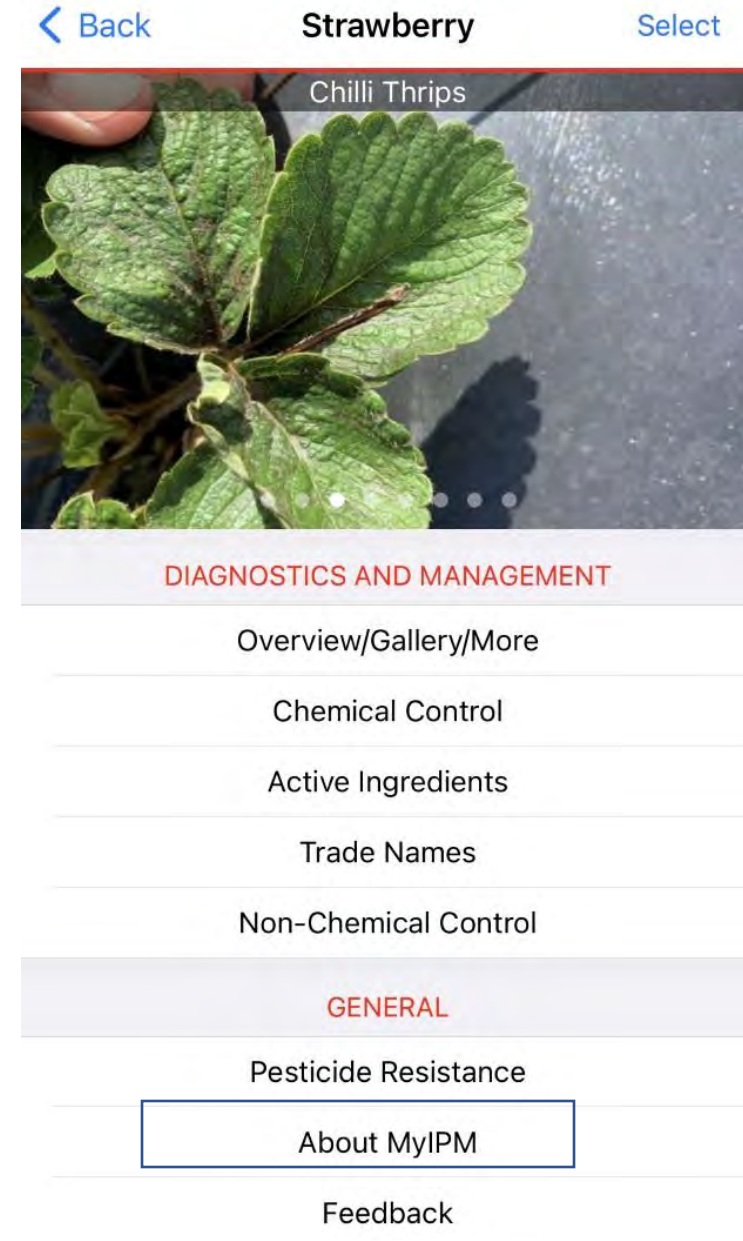 Back
Strawberry
Select
Chilli Thrips
DIAGNOSTICS AND MANAGEMENT
Overview/Gallery/More
Chemical Control
Active Ingredients
Trade Names
Non-Chemical Control
GENERAL
Pesticide Resistance
About MyIPM
Feedback